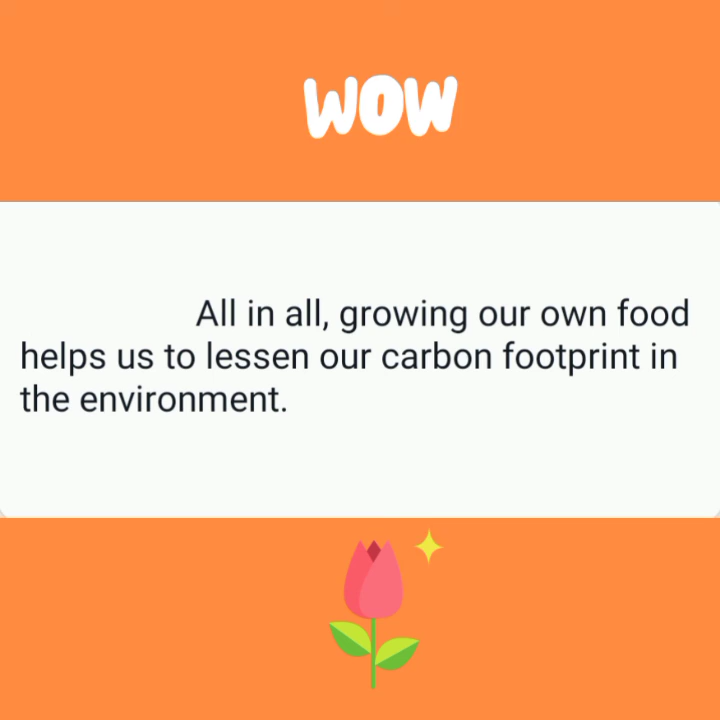 WOW
All in all, growing our own food
helps us to lessen our carbon footprint in
the environment.